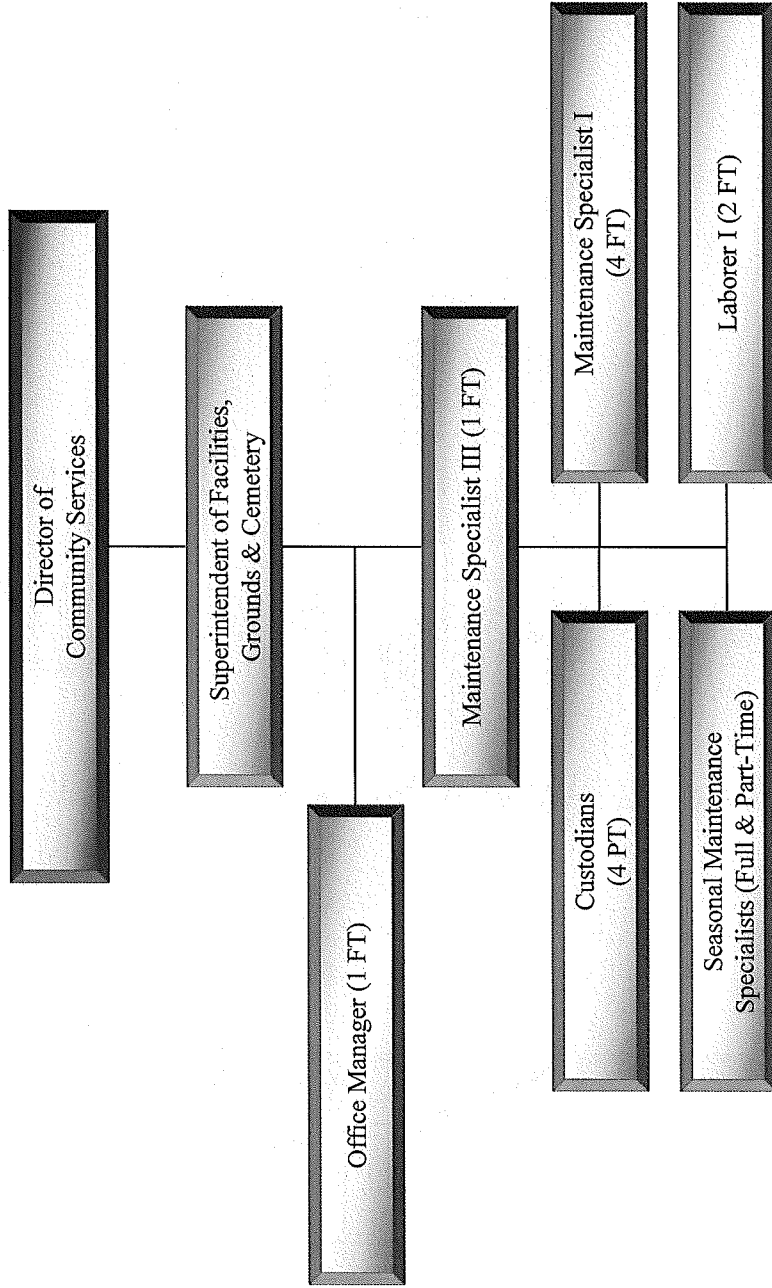 Director of
Community Services
Superintendent of Facilities,
Grounds & Cemetery
Office Manager (1 FT)
Maintenance Specialist III (1 FT)
Custodians
(4 PT)
Maintenance Specialist I
(4 FT)
Seasonal Maintenance
Specialists (Full & Part-Time)
Laborer I (2 FT)